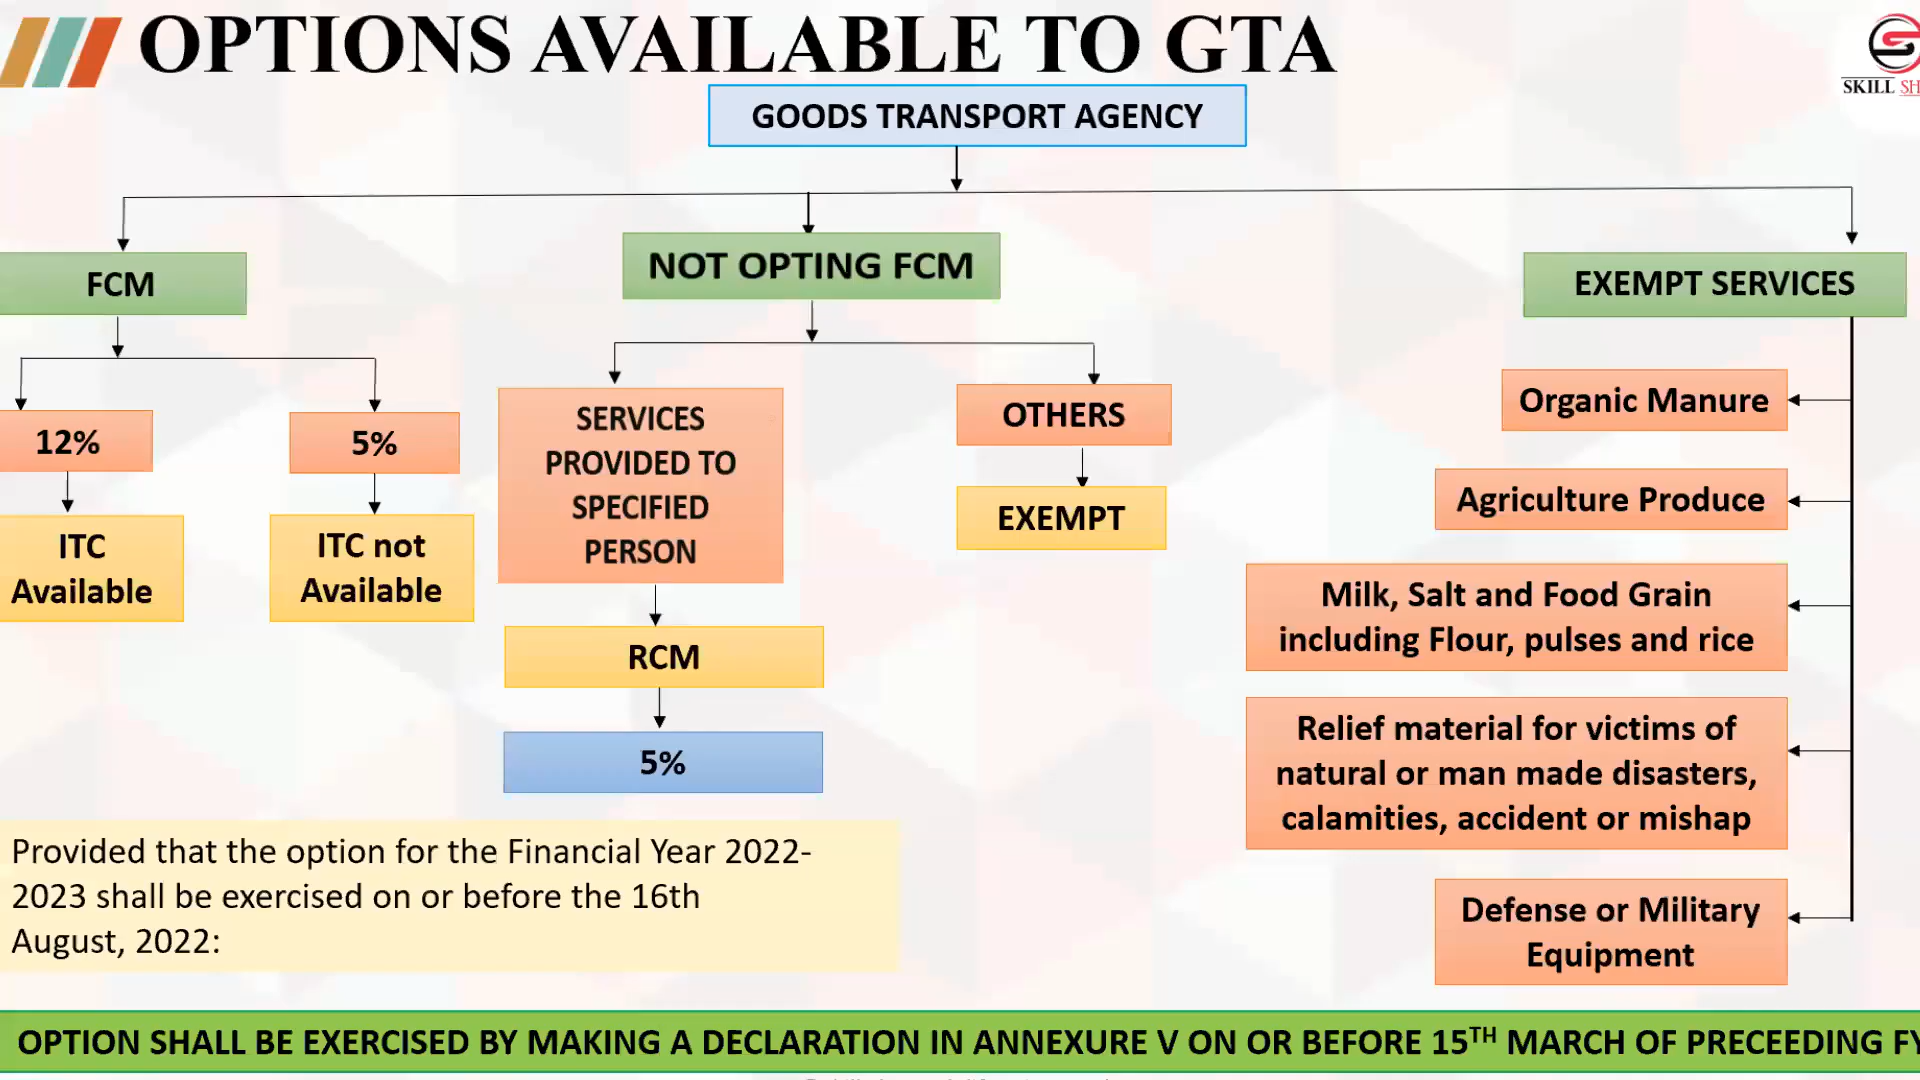 OPTIONS AVAILABLE TO GTA
SKILL SH
GOODS TRANSPORT AGENCY
FCM
NOT OPTING FCM
EXEMPT SERVICES
12%
5%
ITC
Available
ITC not
Available
SERVICES
PROVIDED TO
SPECIFIED
PERSON
RCM
5%
OTHERS
EXEMPT
Organic Manure
Agriculture Produce
Milk, Salt and Food Grain
including Flour, pulses and rice
Relief material for victims of
natural or man made disasters,
calamities, accident or mishap
Defense or Military
Equipment
Provided that the option for the Financial Year 2022-
2023 shall be exercised on or before the 16th
August, 2022:
OPTION SHALL BE EXERCISED BY MAKING A DECLARATION IN ANNEXURE V ON OR BEFORE 15TH MARCH OF PRECEEDING FY